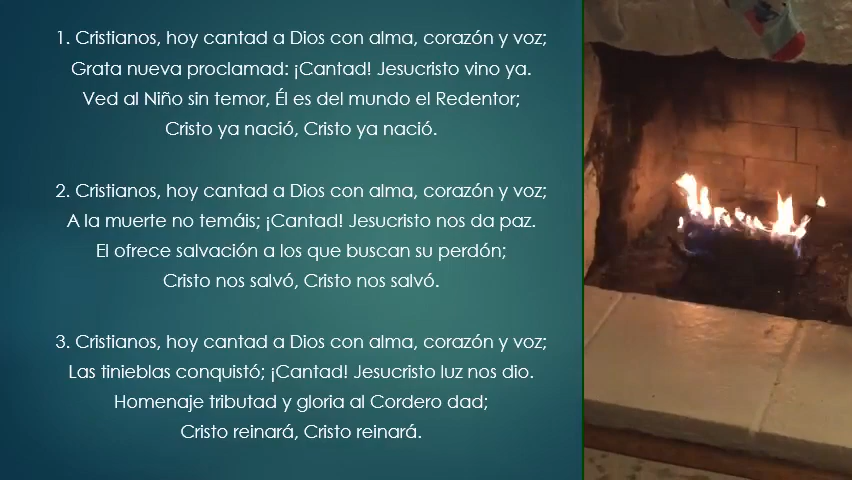 1. Cristianos, hoy cantad a Dios con alma, corazón y voz;
Grata nueva proclamad: ¡Cantad! Jesucristo vino ya.
Ved al Niño sin temor, Él es del mundo el Redentor;
Cristo ya nació, Cristo ya nació.
2. Cristianos, hoy cantad a Dios con alma, corazón y voz;
A la muerte no temáis; ¡Cantad! Jesucristo nos da paz.
El ofrece salvación a los que buscan su perdón;
Cristo nos salvó, Cristo nos salvó.
3. Cristianos, hoy cantad a Dios con alma, corazón y voz;
Las tinieblas conquistó; ¡Cantad! Jesucristo luz nos dio.
Homenaje tributad y gloria al Cordero dad;
Cristo reinará, Cristo reinará.